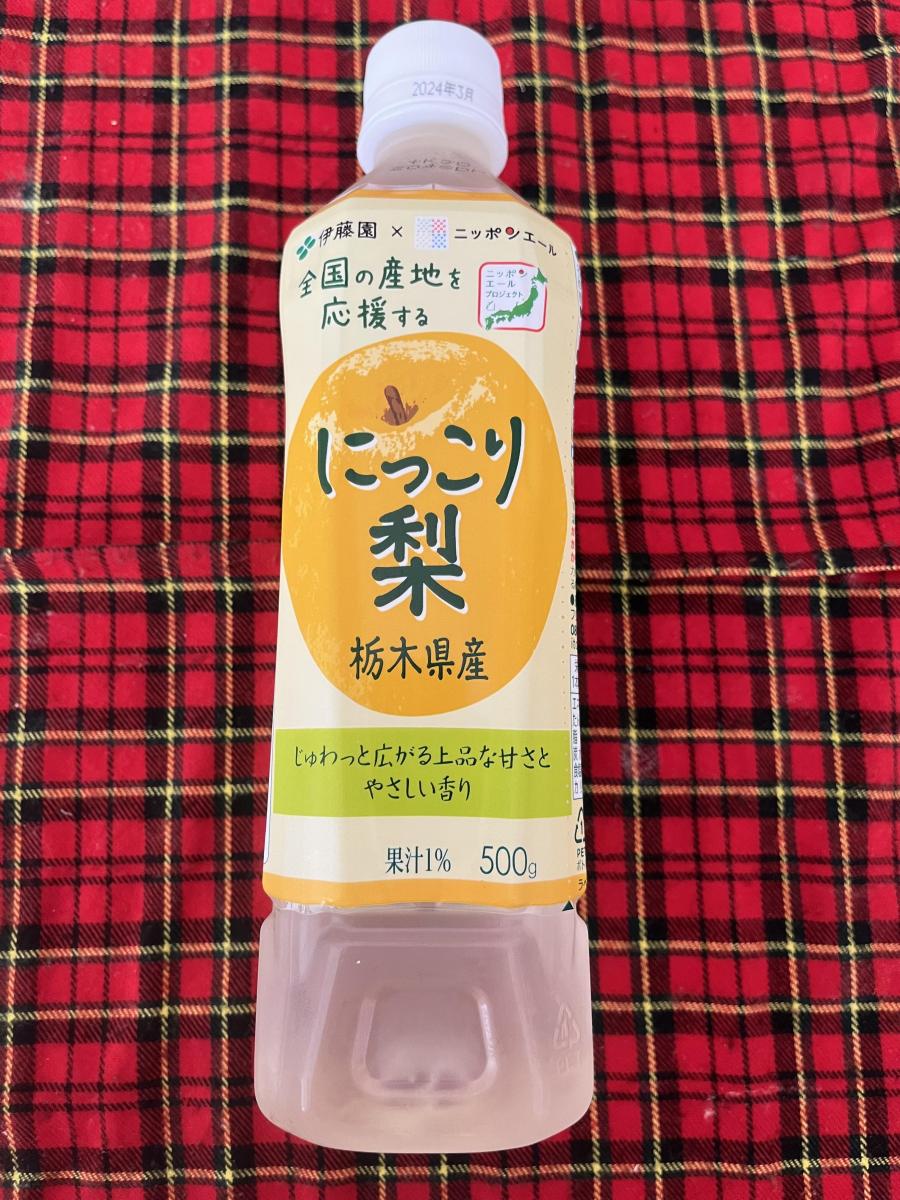 2024年3月
伊藤園 × ニッポンエール
全国の産地を
応援する
ニッポン
エール
プロジェクト
にっこり
梨
栃木県産
じゅわっと広がる上品な甘さと
やさしい香り
果汁1% 500g